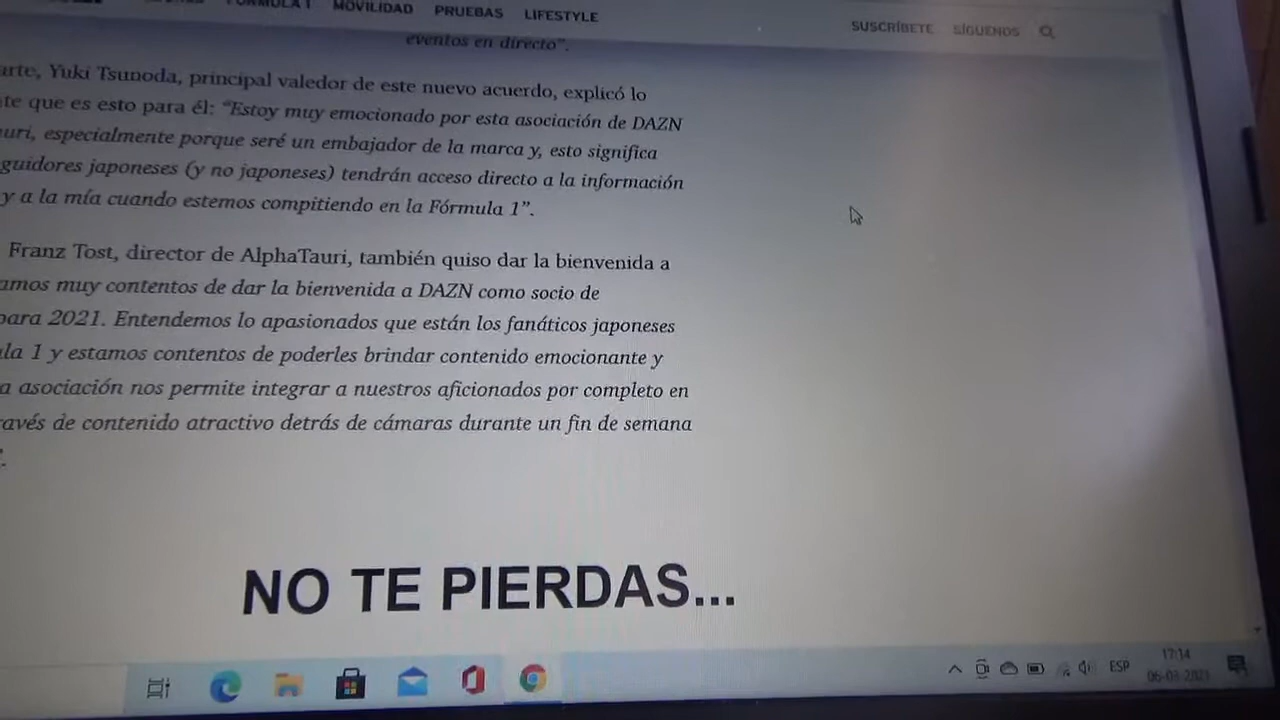 FÓRMULA 1 MOVILIDAD PRUEBAS LIFESTYLE SUSCRÍBETE SÍGUENOS
eventos en directo”.
arte, Yuki Tsunoda, principal valedor de este nuevo acuerdo, explicó lo
te que es esto para él: “Estoy muy emocionado por esta asociación de DAZN
uri, especialmente porque seré un embajador de la marca y, esto significa
guidores japoneses (y no japoneses) tendrán acceso directo a la información
y a la mía cuando estemos compitiendo en la Fórmula 1”.
Franz Tost, director de AlphaTauri, también quiso dar la bienvenida a
amos muy contentos de dar la bienvenida a DAZN como socio de
para 2021. Entendemos lo apasionados que están los fanáticos japoneses
la 1 y estamos contentos de poderles brindar contenido emocionante y
a asociación nos permite integrar a nuestros aficionados por completo en
ravés de contenido atractivo detrás de cámaras durante un fin de semana
”.
NO TE PIERDAS...
ESP
17:14
06-03-2021